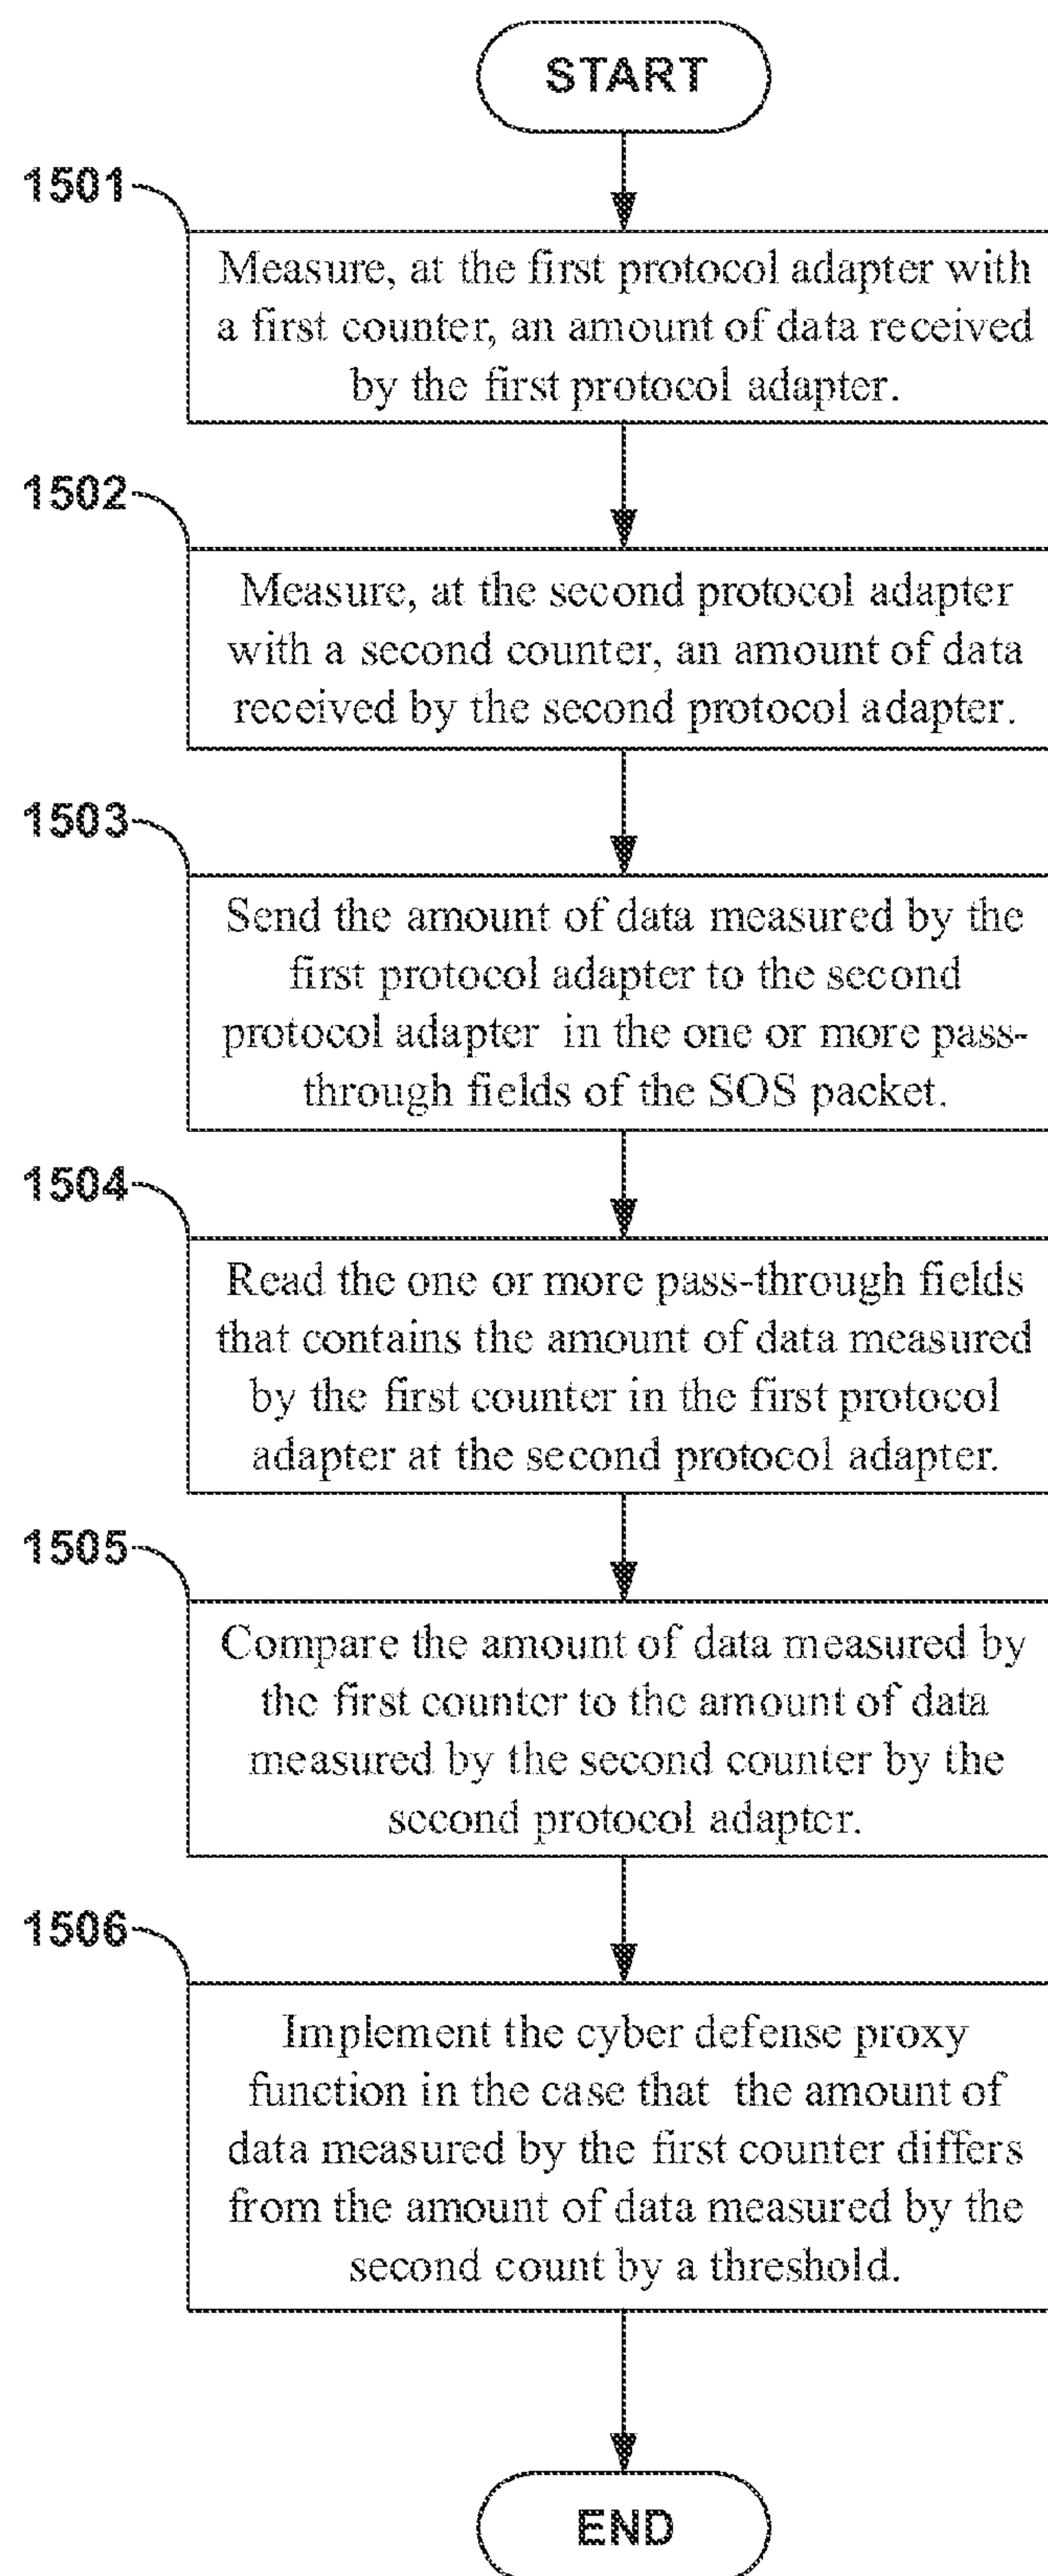 START
1501
Measure, at the first protocol adapter with
a first counter, an amount of data received
by the first protocol adapter.
1502
Measure, at the second protocol adapter
with a second counter, an amount of data
received by the second protocol adapter.
1503
Send the amount of data measured by the
first protocol adapter to the second
protocol adapter in the one or more pass-
through fields of the SOS packet.
1504
Read the one or more pass-through fields
that contains the amount of data measured
by the first counter in the first protocol
adapter at the second protocol adapter.
1505
Compare the amount of data measured by
the first counter to the amount of data
measured by the second counter by the
second protocol adapter.
1506
Implement the cyber defense proxy
function in the case that the amount of
data measured by the first counter differs
from the amount of data measured by the
second count by a threshold.
END